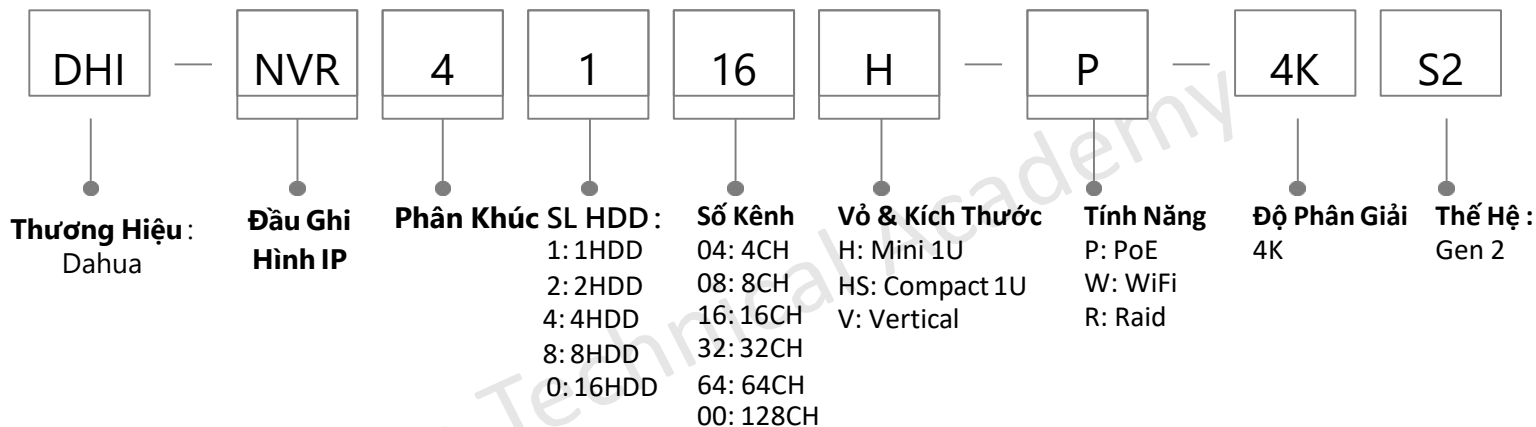 DHI — NVR 4 1 16 H — P — 4K S2
Thương Hiệu:
Dahua
Đầu Ghi
Hình IP
Phân Khúc
SL HDD:
1: 1HDD
2: 2HDD
4: 4HDD
8: 8HDD
0: 16HDD
Số Kênh
04: 4CH
08: 8CH
16: 16CH
32: 32CH
64: 64CH
00: 128CH
Vỏ & Kích Thước
H: Mini 1U
HS: Compact 1U
V: Vertical
Tính Năng
P: PoE
W: WiFi
R: Raid
Độ Phân Giải
4K
Thế Hệ :
Gen 2
Technical Academy